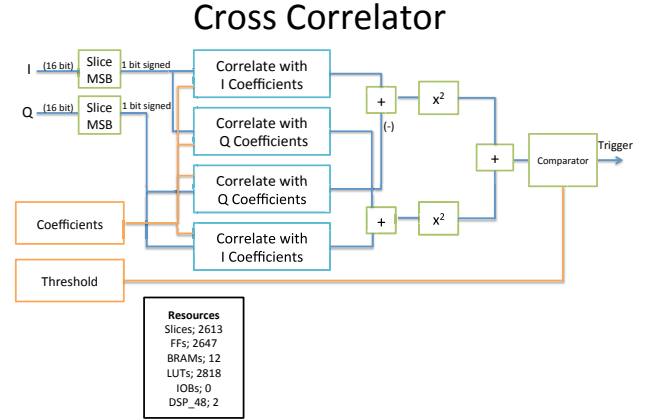 Cross Correlator
I (16 bit) Slice MSB 1 bit signed
Q (16 bit) Slice MSB 1 bit signed
Correlate with
I Coefficients
Correlate with
Q Coefficients
Correlate with
Q Coefficients
Correlate with
I Coefficients
+
(-)
x²
+
x²
+
Comparator
Trigger
Coefficients
Threshold
Resources
Slices; 2613
FFs; 2647
BRAMs; 12
LUTs; 2818
IOBs; 0
DSP_48; 2